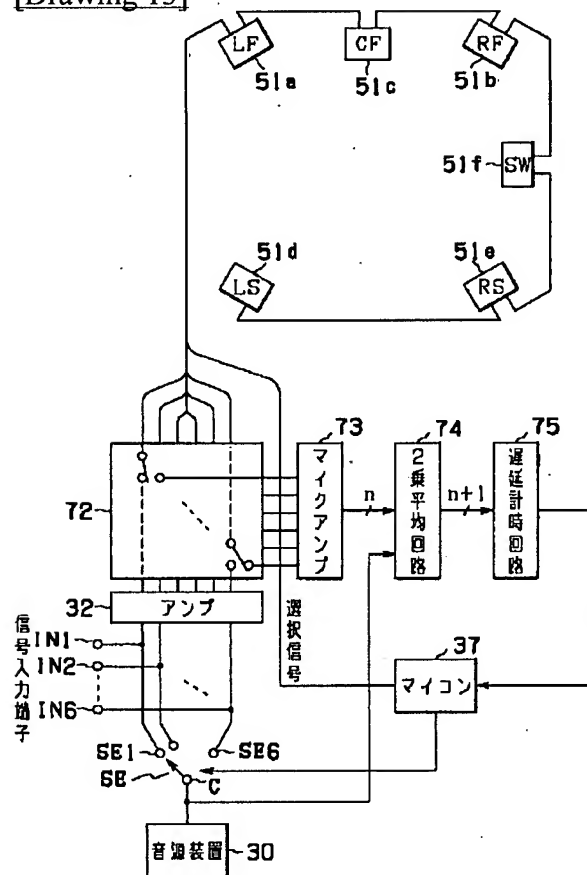 [Drawing 15]
LF
CF
RF
51a
51c
51b
51f
SW
51d
51e
LS
RS
72
73
マイクアンプ
n
74
2乗平均回路
n+1
75
遅延計時回路
32
アンプ
選択信号
37
マイコン
信号入力端子
IN1
IN2
IN6
SE1
SE6
SE
C
音源装置
30